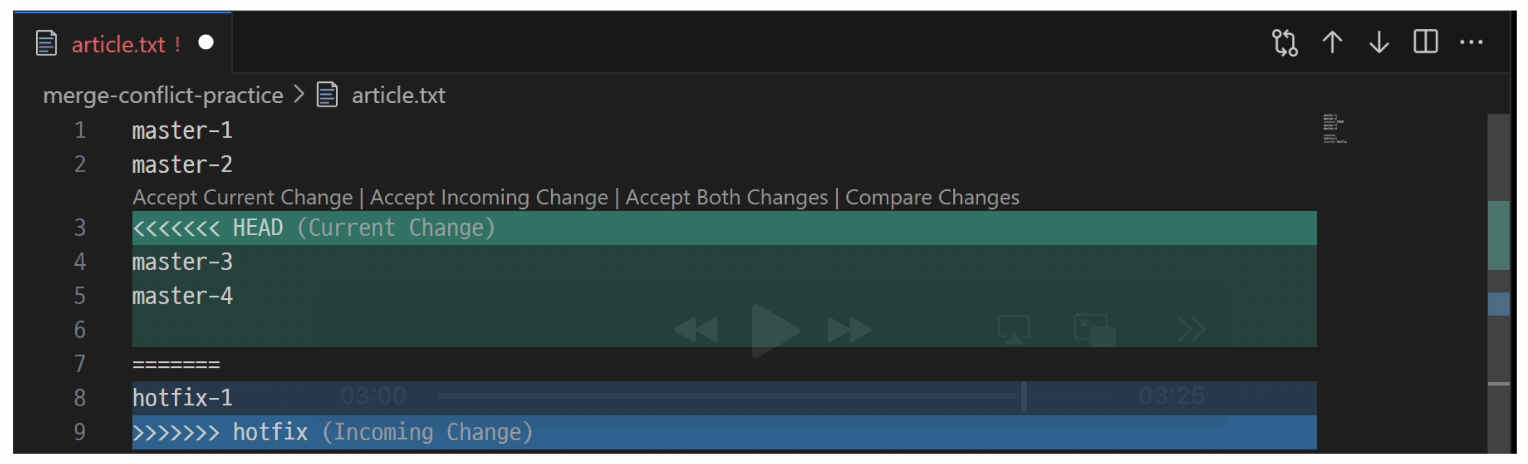 article.txt !
merge-conflict-practice > article.txt
1 master-1
2 master-2
Accept Current Change | Accept Incoming Change | Accept Both Changes | Compare Changes
3 <<<<<<< HEAD (Current Change)
4 master-3
5 master-4
6
7 =======
8 hotfix-1
03:00 03:25
9 >>>>>>> hotfix (Incoming Change)